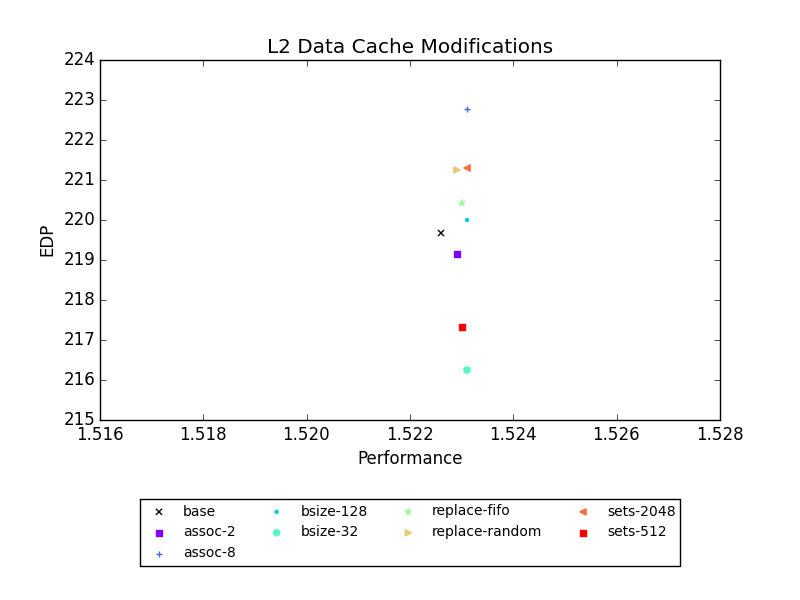 L2 Data Cache Modifications
224
223
222
221
220
219
218
217
216
215
EDP
1.516 1.518 1.520 1.522 1.524 1.526 1.528
Performance
base bsize-128 replace-fifo sets-2048
assoc-2 bsize-32 replace-random sets-512
assoc-8